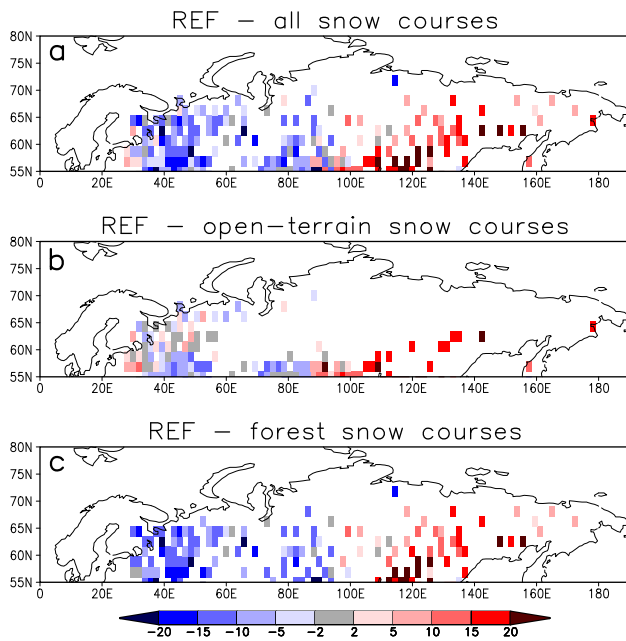 REF − all snow courses
a
80N
75N
70N
65N
60N
55N
0 20E 40E 60E 80E 100E 120E 140E 160E 180
REF − open−terrain snow courses
b
80N
75N
70N
65N
60N
55N
0 20E 40E 60E 80E 100E 120E 140E 160E 180
REF − forest snow courses
c
80N
75N
70N
65N
60N
55N
0 20E 40E 60E 80E 100E 120E 140E 160E 180
−20 −15 −10 −5 −2 2 5 10 15 20